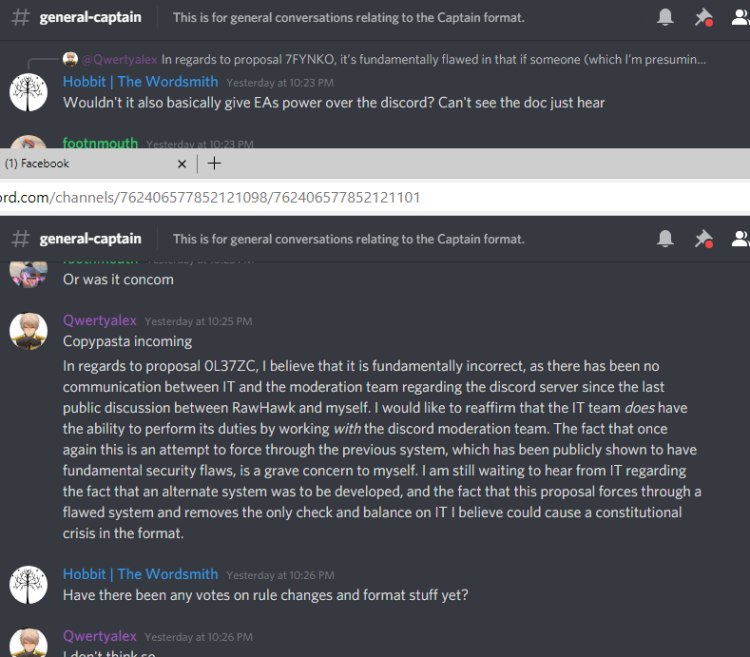 # general-captain This is for general conversations relating to the Captain format.
@Qwertyalex In regards to proposal 7FYNKO, it's fundamentally flawed in that if someone (which I'm presumin...
Hobbit | The Wordsmith Yesterday at 10:23 PM
Wouldn't it also basically give EAs power over the discord? Can't see the doc just hear
footnmouth Yesterday at 10:23 PM
(1) Facebook × +
ord.com/channels/762406577852121098/762406577852121101
# general-captain This is for general conversations relating to the Captain format.
Or was it concom
Qwertyalex Yesterday at 10:25 PM
Copypasta incoming
In regards to proposal 0L37ZC, I believe that it is fundamentally incorrect, as there has been no
communication between IT and the moderation team regarding the discord server since the last
public discussion between RawHawk and myself. I would like to reaffirm that the IT team does have
the ability to perform its duties by working with the discord moderation team. The fact that once
again this is an attempt to force through the previous system, which has been publicly shown to have
fundamental security flaws, is a grave concern to myself. I am still waiting to hear from IT regarding
the fact that an alternate system was to be developed, and the fact that this proposal forces through a
flawed system and removes the only check and balance on IT I believe could cause a constitutional
crisis in the format.
Hobbit | The Wordsmith Yesterday at 10:26 PM
Have there been any votes on rule changes and format stuff yet?
Qwertyalex Yesterday at 10:26 PM
I don't think so